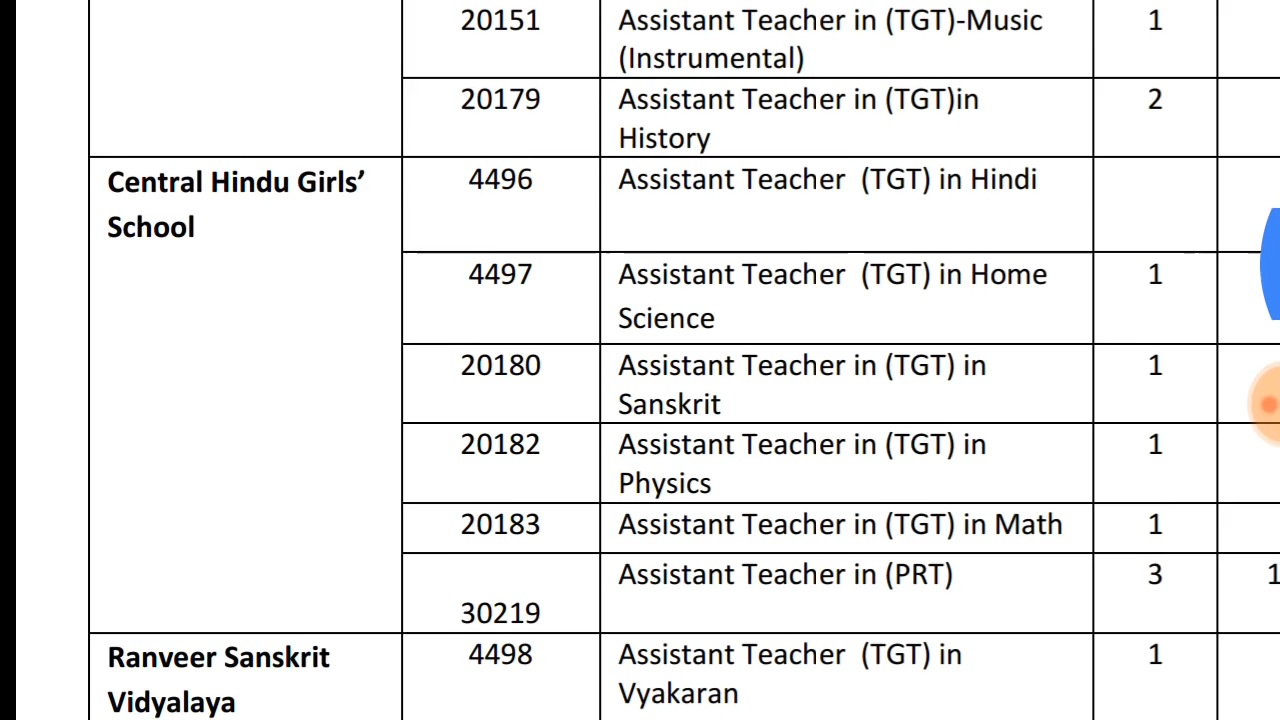 20151 Assistant Teacher in (TGT)-Music 1
(Instrumental)
20179 Assistant Teacher in (TGT)in 2
History
Central Hindu Girls’ 4496 Assistant Teacher (TGT) in Hindi
School
4497 Assistant Teacher (TGT) in Home 1
Science
20180 Assistant Teacher in (TGT) in 1
Sanskrit
20182 Assistant Teacher in (TGT) in 1
Physics
20183 Assistant Teacher in (TGT) in Math 1
Assistant Teacher in (PRT) 3 1
30219
Ranveer Sanskrit 4498 Assistant Teacher (TGT) in 1
Vidyalaya Vyakaran